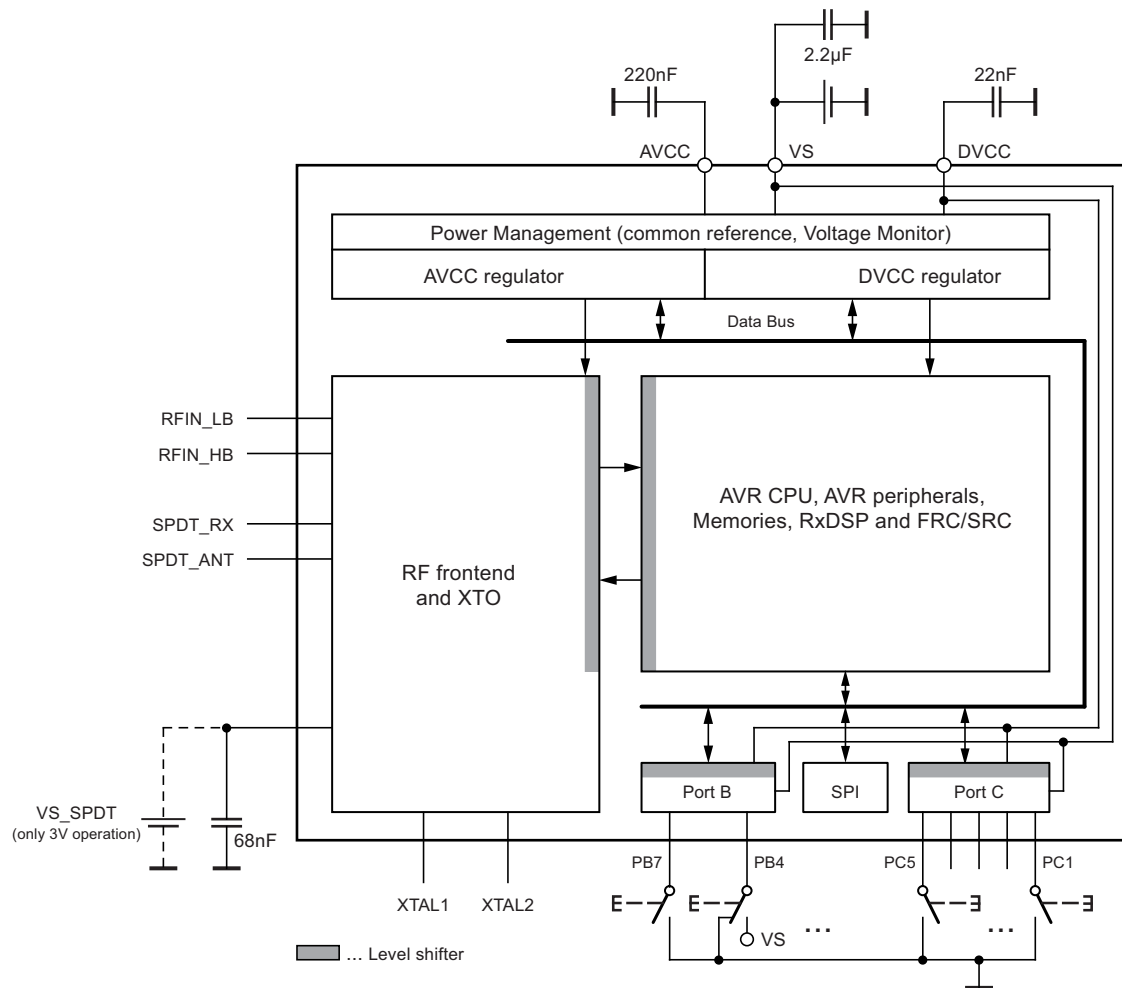 2.2µF
220nF
22nF
AVCC
VS
DVCC
Power Management (common reference, Voltage Monitor)
AVCC regulator
DVCC regulator
Data Bus
RFIN_LB
RFIN_HB
SPDT_RX
SPDT_ANT
RF frontend
and XTO
AVR CPU, AVR peripherals,
Memories, RxDSP and FRC/SRC
VS_SPDT
(only 3V operation)
68nF
Port B
SPI
Port C
PB7
PB4
PC5
PC1
XTAL1
XTAL2
VS
...
...
... Level shifter